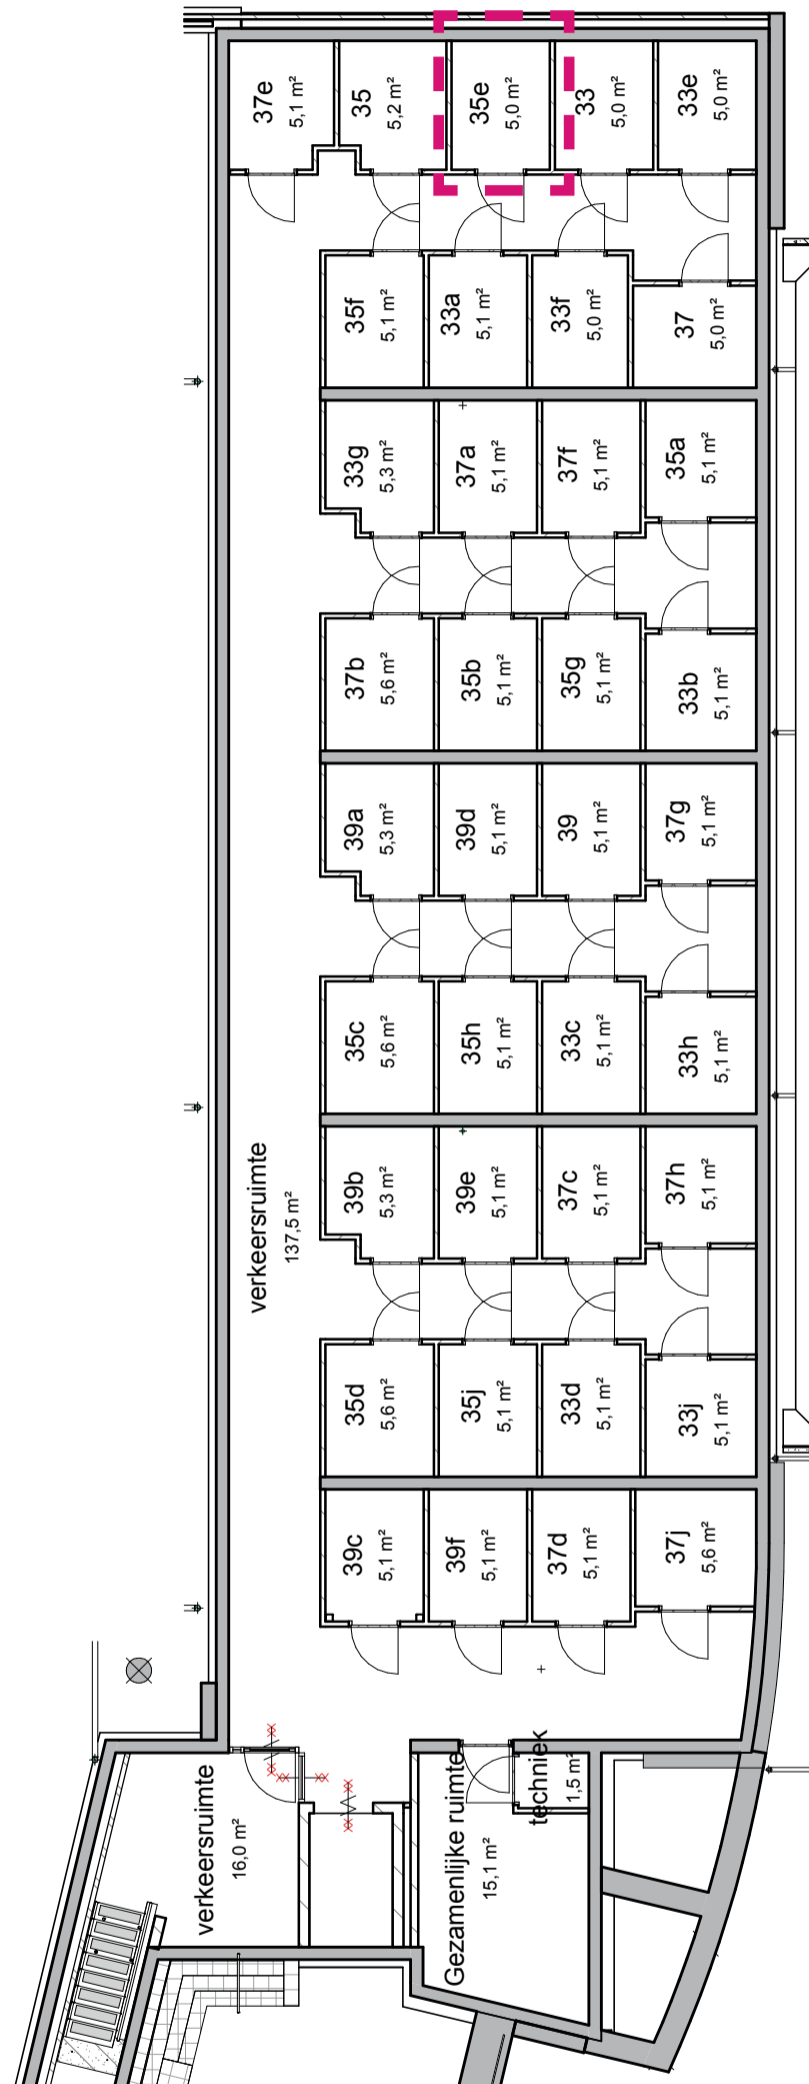 37e
5,1 m²
35
5,2 m²
35e
5,0 m²
33
5,0 m²
33e
5,0 m²
35f
5,1 m²
33a
5,1 m²
33f
5,0 m²
37
5,0 m²
33g
5,3 m²
37a
5,1 m²
37f
5,1 m²
35a
5,1 m²
37b
5,6 m²
35b
5,1 m²
35g
5,1 m²
33b
5,1 m²
39a
5,3 m²
39d
5,1 m²
39
5,1 m²
37g
5,1 m²
35c
5,6 m²
35h
5,1 m²
33c
5,1 m²
33h
5,1 m²
verkeersruimte
137,5 m²
39b
5,3 m²
39e
5,1 m²
37c
5,1 m²
37h
5,1 m²
35d
5,6 m²
35j
5,1 m²
33d
5,1 m²
33j
5,1 m²
39c
5,1 m²
39f
5,1 m²
37d
5,1 m²
37j
5,6 m²
verkeersruimte
16,0 m²
Gezamenlijke ruimte
15,1 m²
techniek
1,5 m²